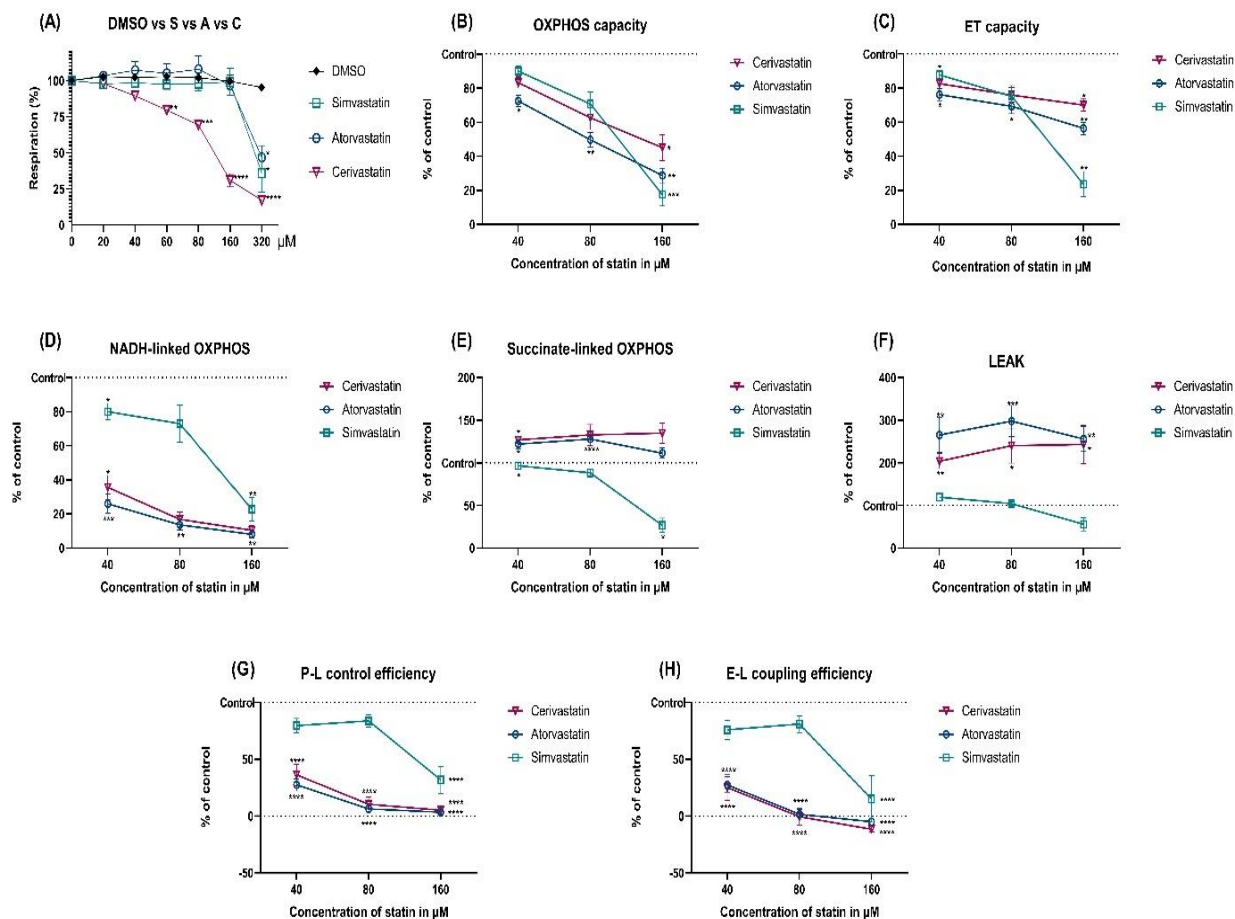 (A) DMSO vs S vs A vs C
Respiration (%)
100
75
50
25
0
0 20 40 60 80 160 320 µM
**
***
****
*
*
****
DMSO
Simvastatin
Atorvastatin
Cerivastatin
(B) OXPHOS capacity
% of control
Control
80
60
40
20
0
40 80 160
Concentration of statin in µM
*
**
*
**
***
Cerivastatin
Atorvastatin
Simvastatin
(C) ET capacity
% of control
Control
80
60
40
20
0
40 80 160
Concentration of statin in µM
*
*
*
*
**
**
Cerivastatin
Atorvastatin
Simvastatin
(D) NADH-linked OXPHOS
% of control
Control
80
60
40
20
0
40 80 160
Concentration of statin in µM
*
*
***
**
**
**
Cerivastatin
Atorvastatin
Simvastatin
(E) Succinate-linked OXPHOS
% of control
200
150
Control
50
0
40 80 160
Concentration of statin in µM
*
*
*
****
*
Cerivastatin
Atorvastatin
Simvastatin
(F) LEAK
% of control
400
300
200
Control
0
40 80 160
Concentration of statin in µM
**
**
***
*
**
*
Cerivastatin
Atorvastatin
Simvastatin
(G) P-L control efficiency
% of control
Control
50
0
-50
40 80 160
Concentration of statin in µM
****
****
****
****
****
****
****
Cerivastatin
Atorvastatin
Simvastatin
(H) E-L coupling efficiency
% of control
Control
50
0
-50
40 80 160
Concentration of statin in µM
****
****
****
****
****
****
****
Cerivastatin
Atorvastatin
Simvastatin